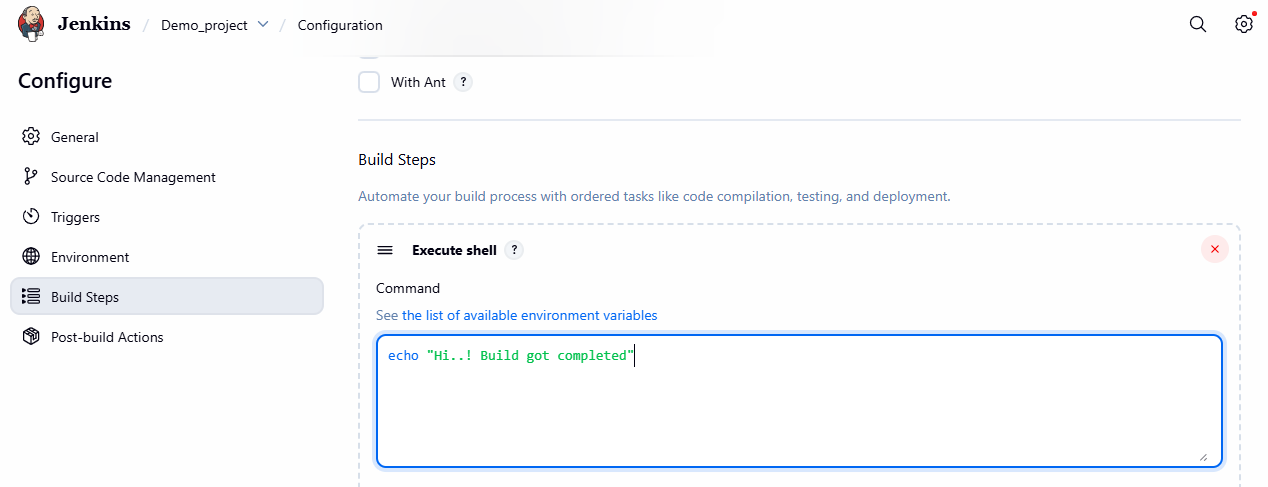 Jenkins / Demo_project / Configuration
Configure
General
Source Code Management
Triggers
Environment
Build Steps
Post-build Actions
With Ant ?
Build Steps
Automate your build process with ordered tasks like code compilation, testing, and deployment.
Execute shell ?
Command
See the list of available environment variables
echo "Hi..! Build got completed"